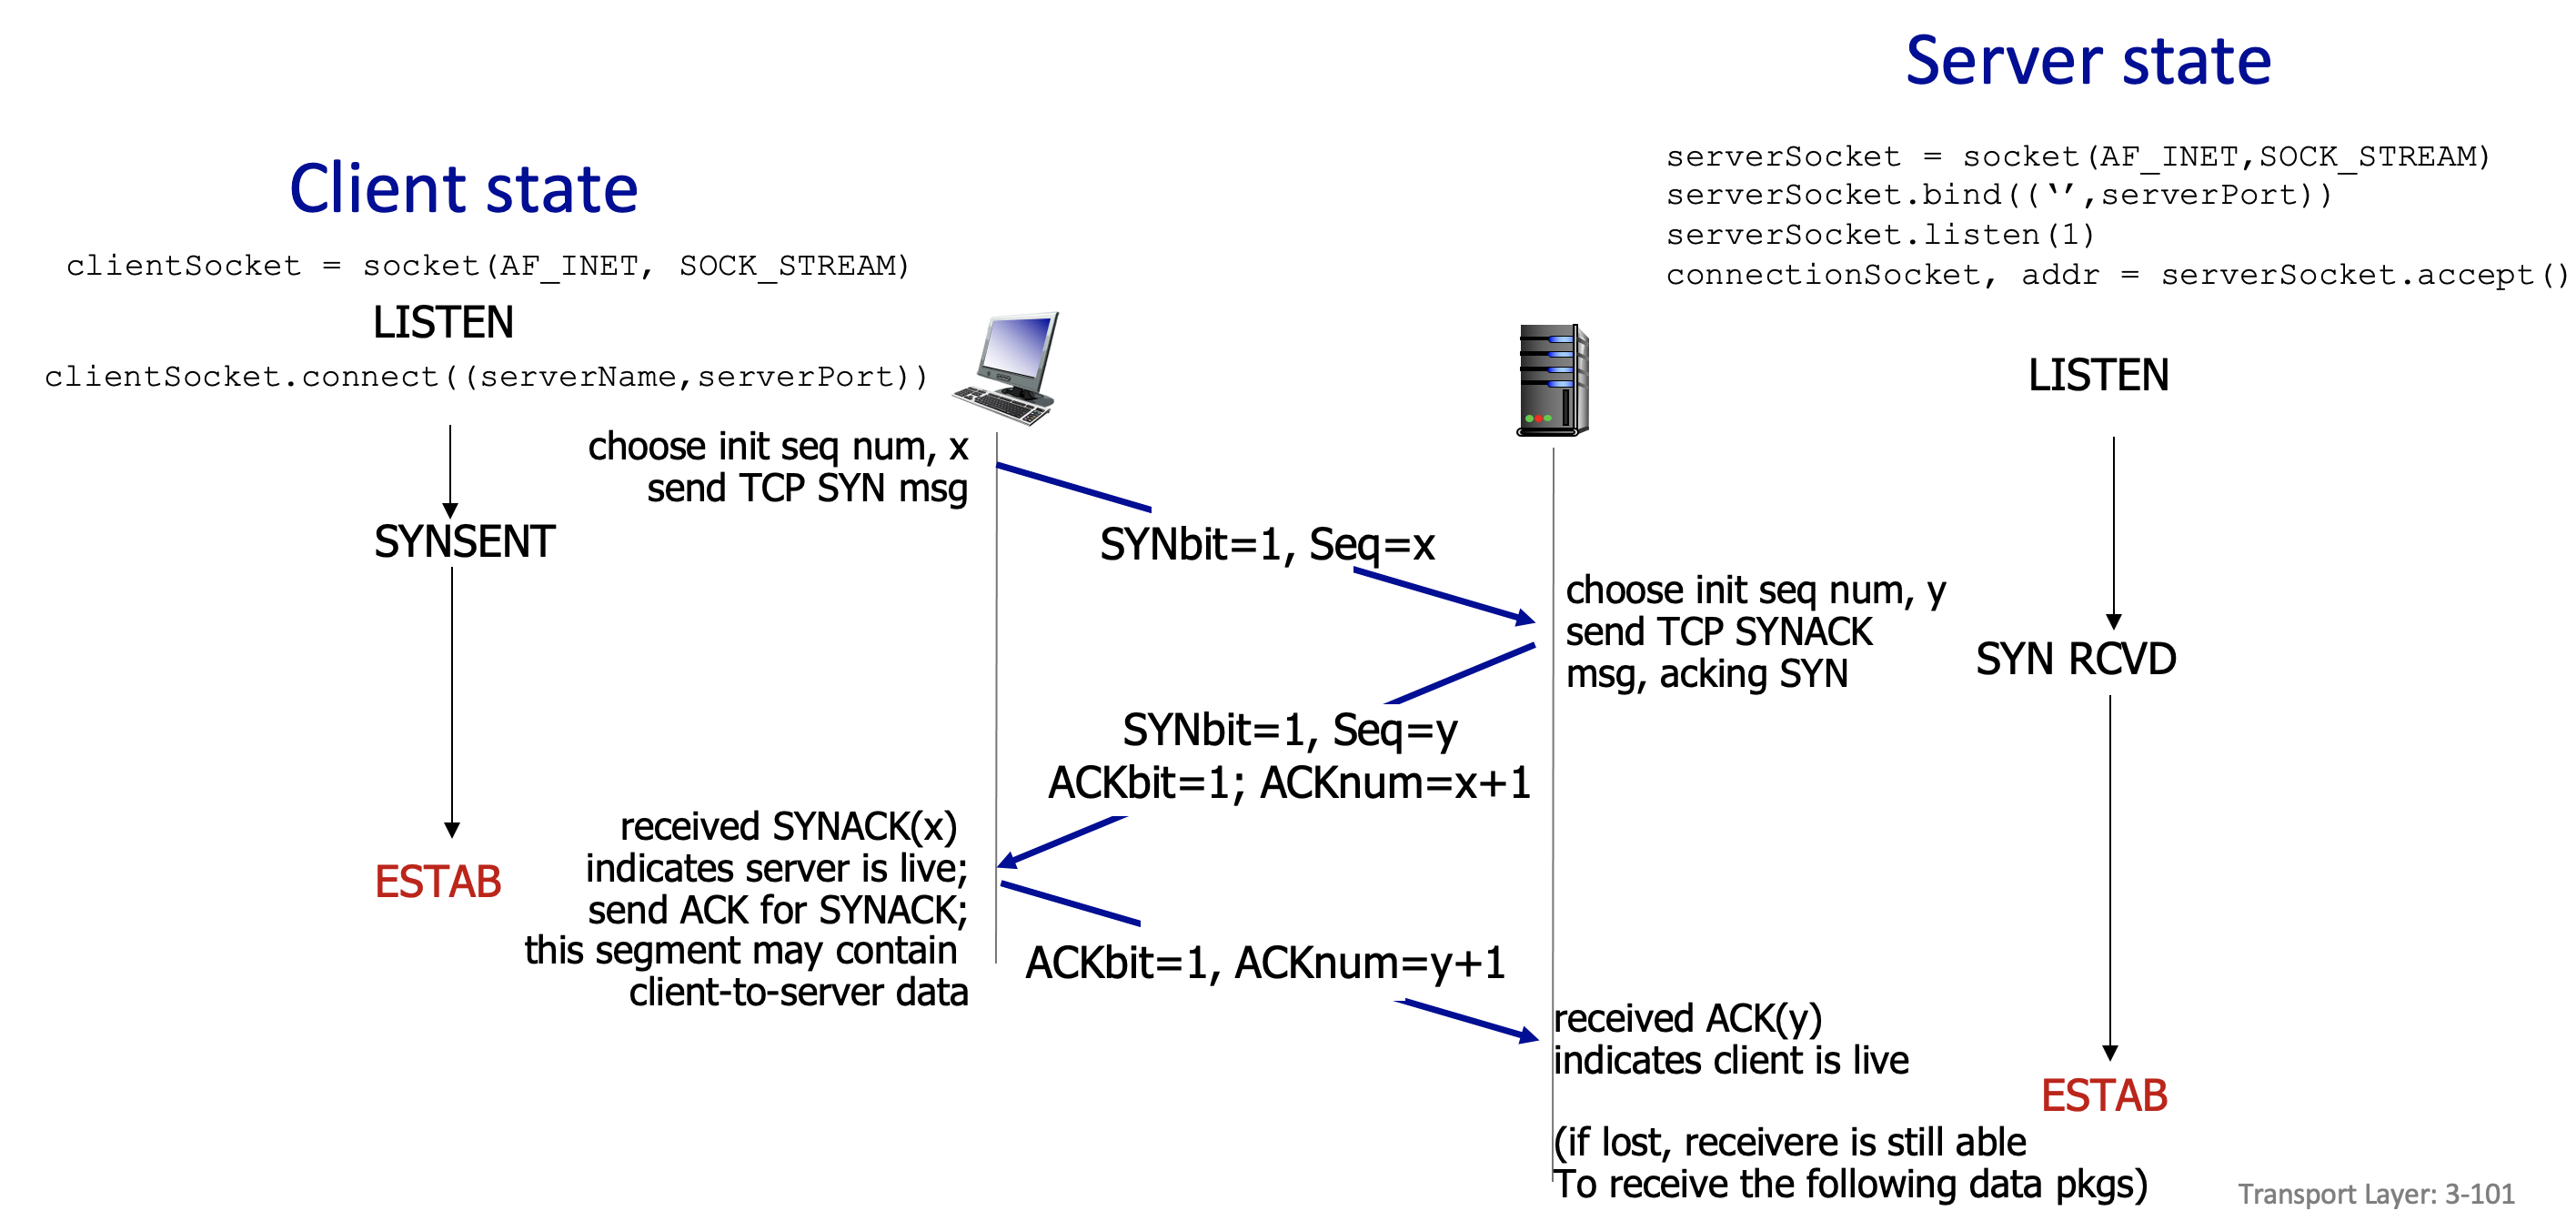 Server state
serverSocket = socket(AF_INET,SOCK_STREAM)
serverSocket.bind((‘’,serverPort))
serverSocket.listen(1)
connectionSocket, addr = serverSocket.accept()
Client state
clientSocket = socket(AF_INET, SOCK_STREAM)
LISTEN
clientSocket.connect((serverName,serverPort))
LISTEN
choose init seq num, x
send TCP SYN msg
SYNSENT
SYNbit=1, Seq=x
choose init seq num, y
send TCP SYNACK
msg, acking SYN
SYN RCVD
SYNbit=1, Seq=y
ACKbit=1; ACKnum=x+1
received SYNACK(x)
indicates server is live;
send ACK for SYNACK;
this segment may contain
client-to-server data
ESTAB
ACKbit=1, ACKnum=y+1
received ACK(y)
indicates client is live
ESTAB
(if lost, receivere is still able
To receive the following data pkgs)
Transport Layer: 3-101